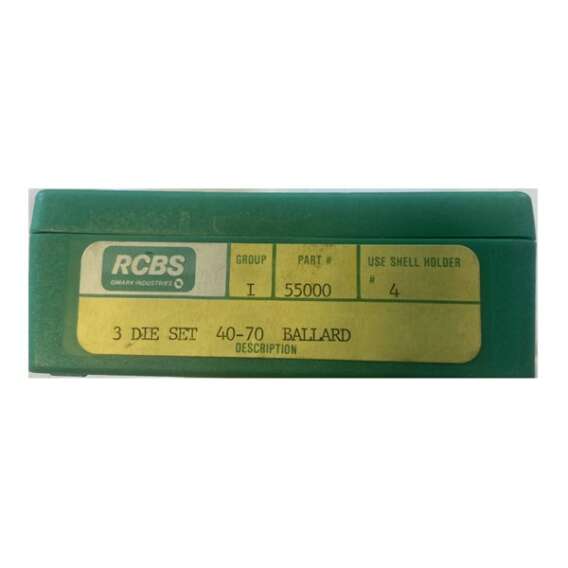 RCBS
OMARK INDUSTRIES
GROUP
I
PART #
55000
USE SHELL HOLDER
# 4
3 DIE SET 40-70 BALLARD
DESCRIPTION